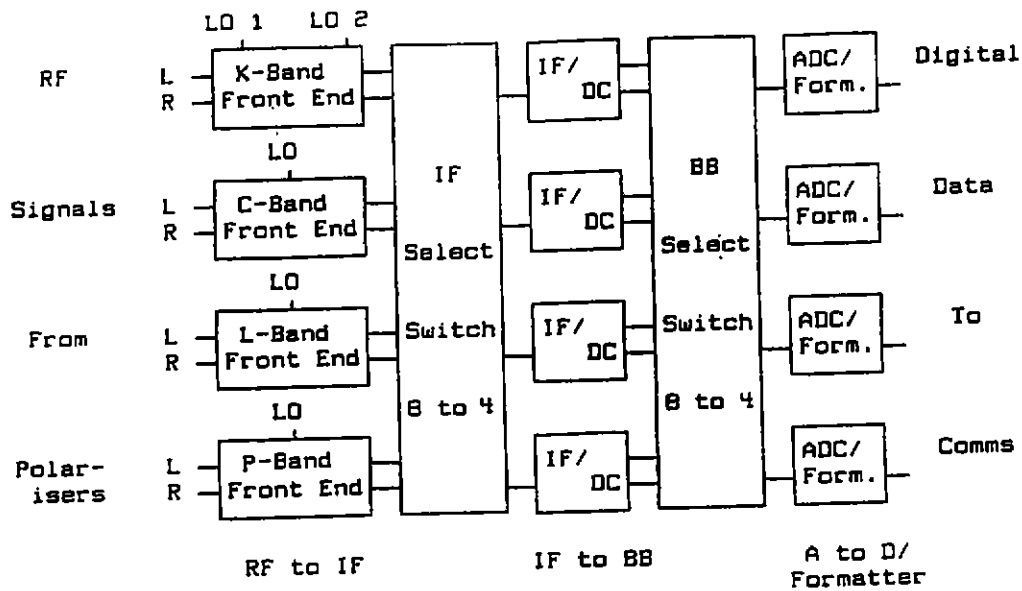 LO 1 LO 2
RF L K-Band IF/ ADC/ Digital
R Front End DC Form.
LO
IF BB
Signals L C-Band IF/ ADC/ Data
R Front End DC Form.
Select Select
LO
From L L-Band Switch IF/ Switch ADC/ To
R Front End DC Form.
LO
8 to 4 8 to 4
Polar- L P-Band IF/ ADC/ Comms
isers R Front End DC Form.
RF to IF IF to BB A to D/
Formatter